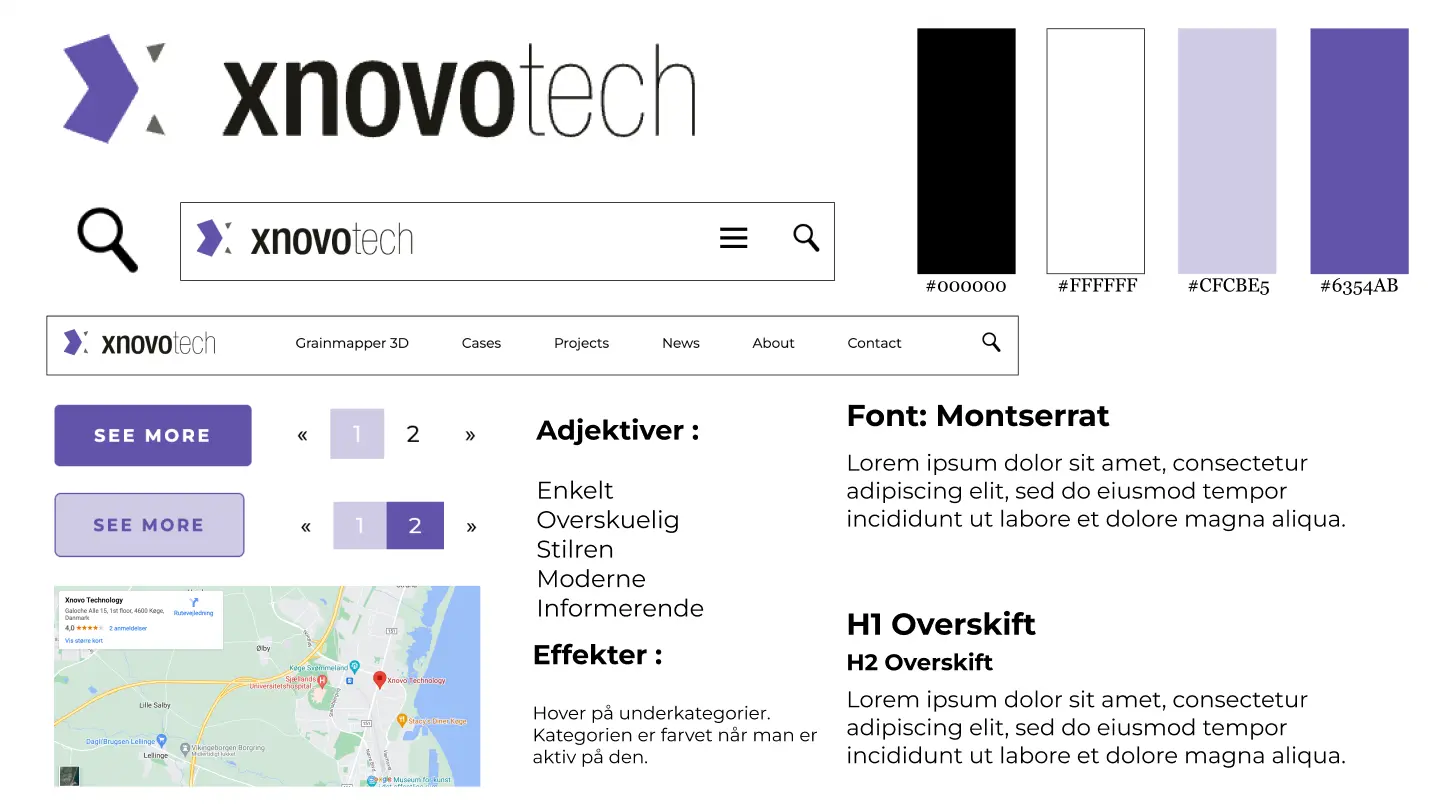 xnovotech
#000000
#FFFFFF
#CFCBE5
#6354AB
xnovotech
xnovotech
Grainmapper 3D
Cases
Projects
News
About
Contact
SEE MORE
« 1 2 »
SEE MORE
« 1 2 »
Xnovo Technology
Galoche Alle 15, 1st floor, 4600 Køge,
Danmark
4,0
2 anmeldelser
Vis større kort
Rutevejledning
151
Ølby
Køge Svømmeland
Sjællands
Universitetshospital
Xnovo Technology
Lille Salby
Stacy's Diner Køge
151
Dagli'Brugsen Lellinge
Lellinge
Vikingeborgen Borgring
Midlertidigt lukket
151
Museum for kunst
Adjektiver :
Enkelt
Overskuelig
Stilren
Moderne
Informerende
Effekter :
Hover på underkategorier.
Kategorien er farvet når man er
aktiv på den.
Font: Montserrat
Lorem ipsum dolor sit amet, consectetur
adipiscing elit, sed do eiusmod tempor
incididunt ut labore et dolore magna aliqua.
H1 Overskift
H2 Overskift
Lorem ipsum dolor sit amet, consectetur
adipiscing elit, sed do eiusmod tempor
incididunt ut labore et dolore magna aliqua.